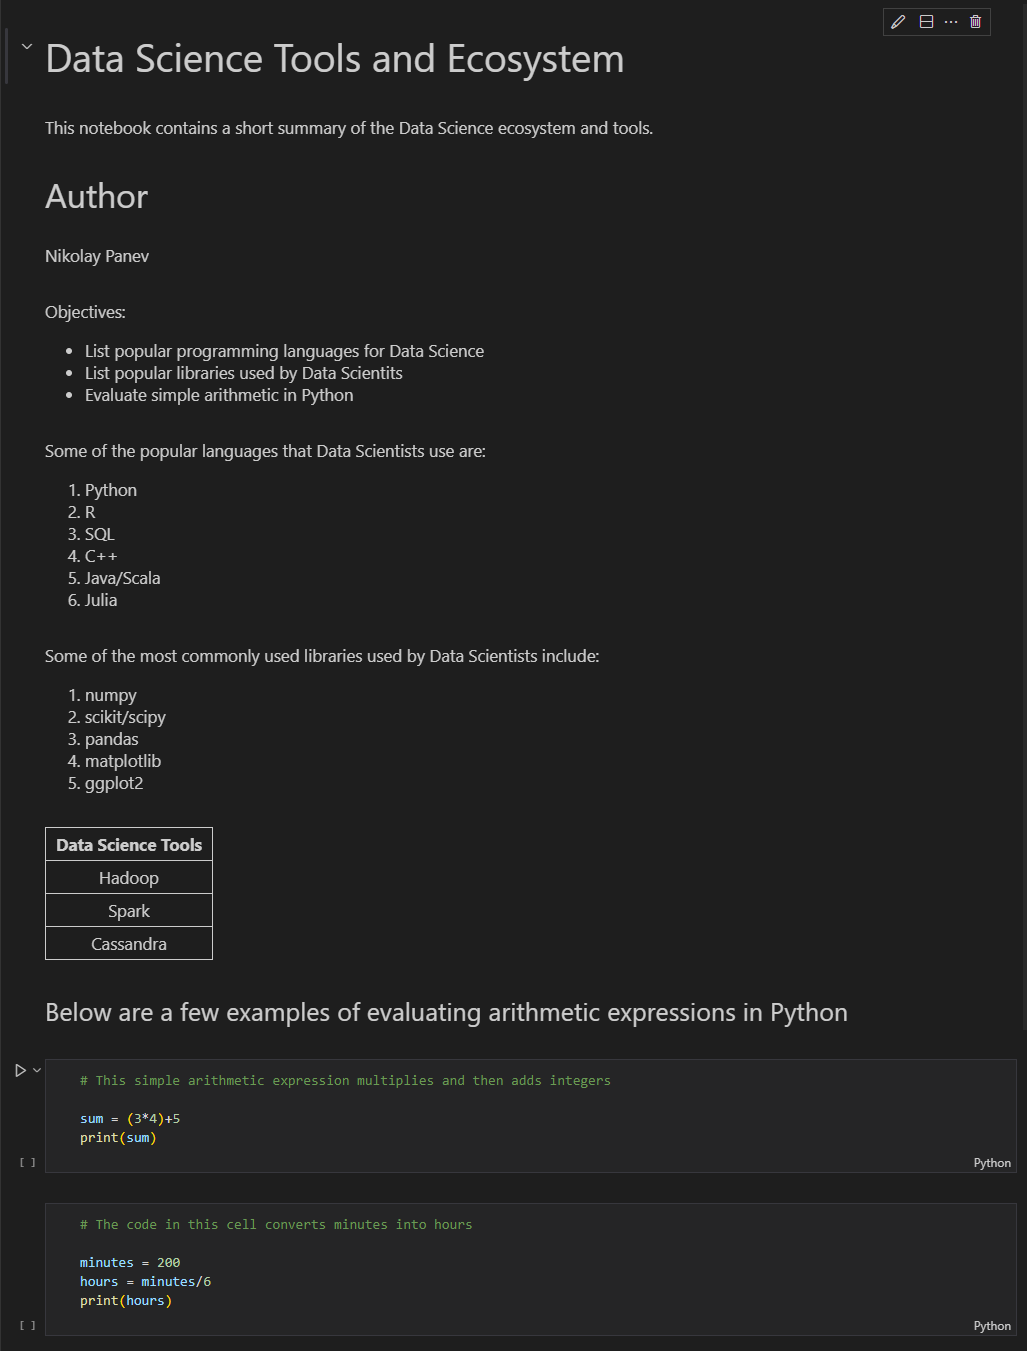 Data Science Tools and Ecosystem
This notebook contains a short summary of the Data Science ecosystem and tools.
Author
Nikolay Panev
Objectives:
• List popular programming languages for Data Science
• List popular libraries used by Data Scientits
• Evaluate simple arithmetic in Python
Some of the popular languages that Data Scientists use are:
1. Python
2. R
3. SQL
4. C++
5. Java/Scala
6. Julia
Some of the most commonly used libraries used by Data Scientists include:
1. numpy
2. scikit/scipy
3. pandas
4. matplotlib
5. ggplot2
Data Science Tools
Hadoop
Spark
Cassandra
Below are a few examples of evaluating arithmetic expressions in Python
# This simple arithmetic expression multiplies and then adds integers
sum = (3*4)+5
print(sum)
[ ]
Python
# The code in this cell converts minutes into hours
minutes = 200
hours = minutes/6
print(hours)
[ ]
Python